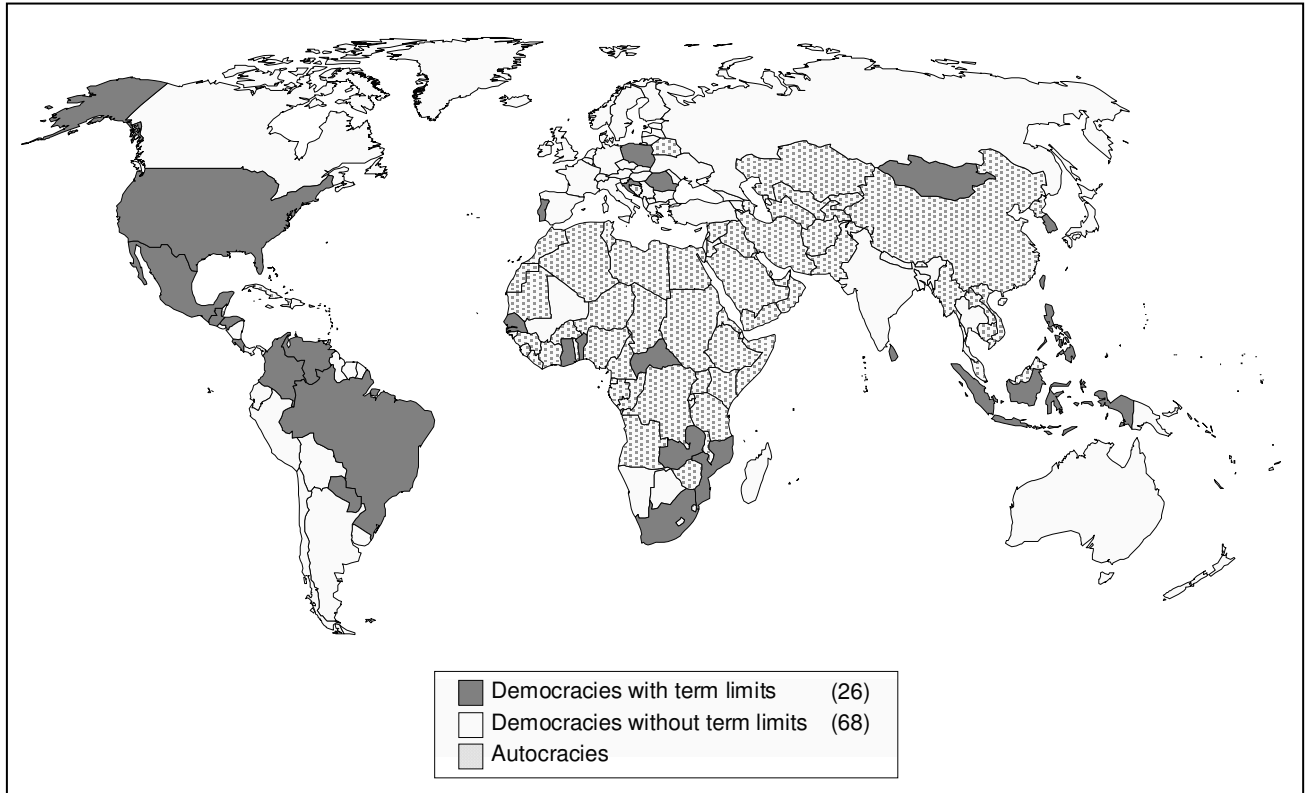 Democracies with term limits (26)
Democracies without term limits (68)
Autocracies